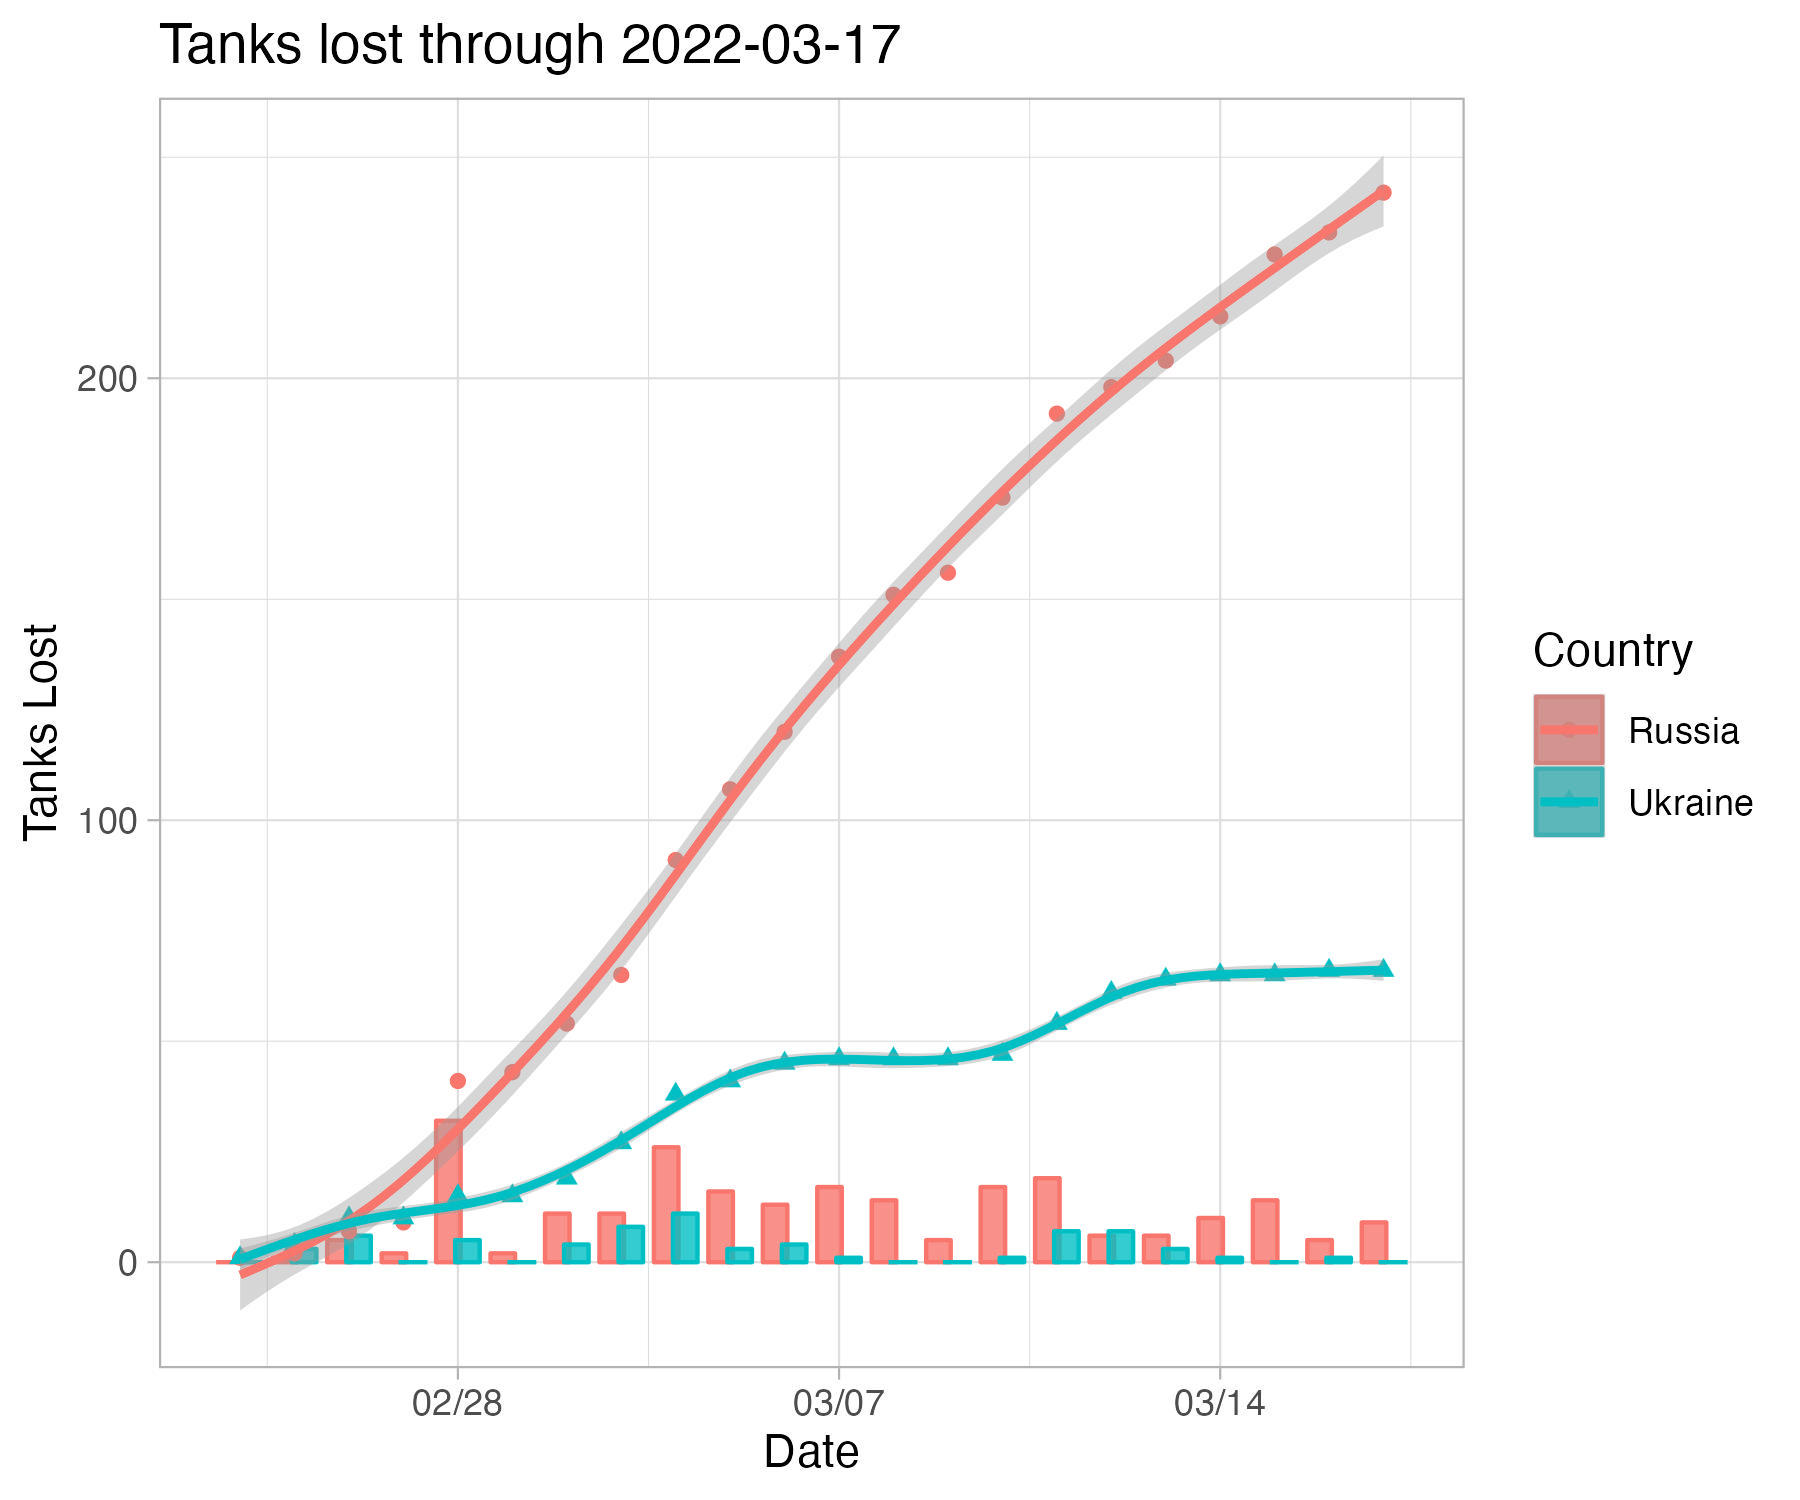 Tanks lost through 2022-03-17
Tanks Lost
200
100
0
02/28
03/07
03/14
Date
Country
Russia
Ukraine